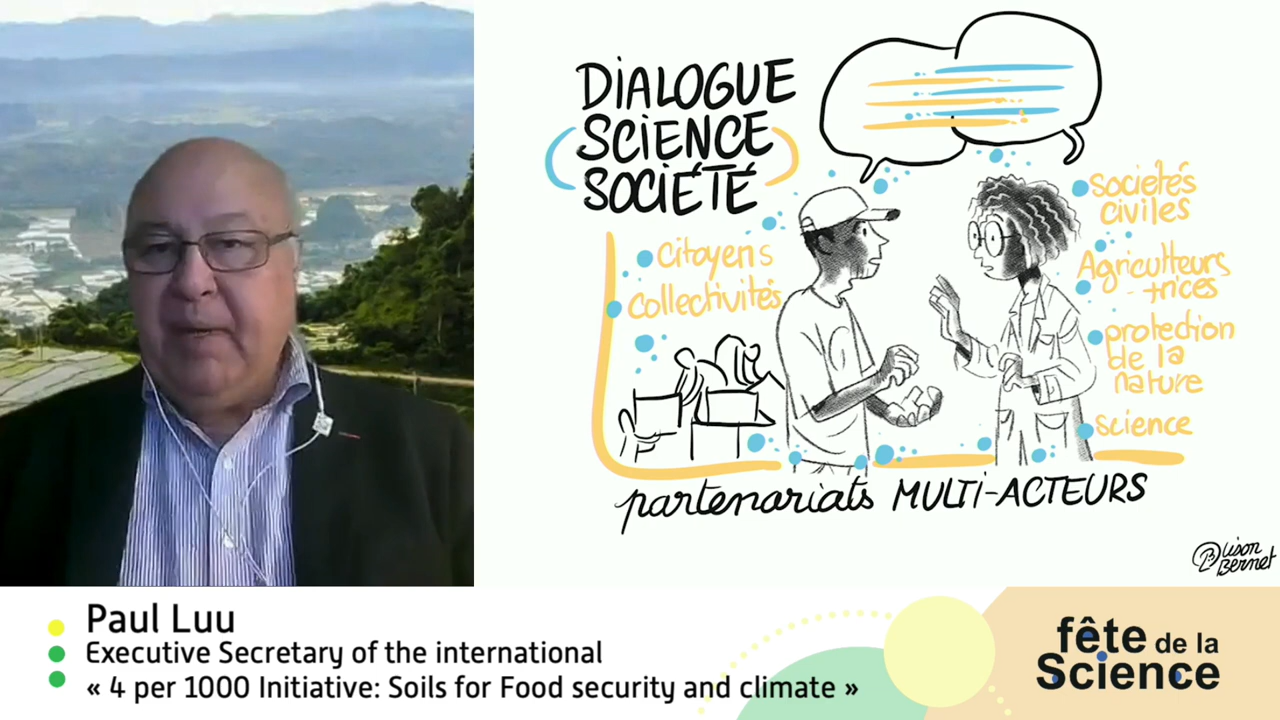 DIALOGUE
SCIENCE
SOCIÉTÉ
Citoyens
Collectivités
Societés
civiles
Agriculteurs
-trices
protection
de la
nature
science
partenariats MULTI-ACTEURS
@lison
Bernet
Paul Luu
Executive Secretary of the international
« 4 per 1000 Initiative: Soils for Food security and climate »
fête de la
Science